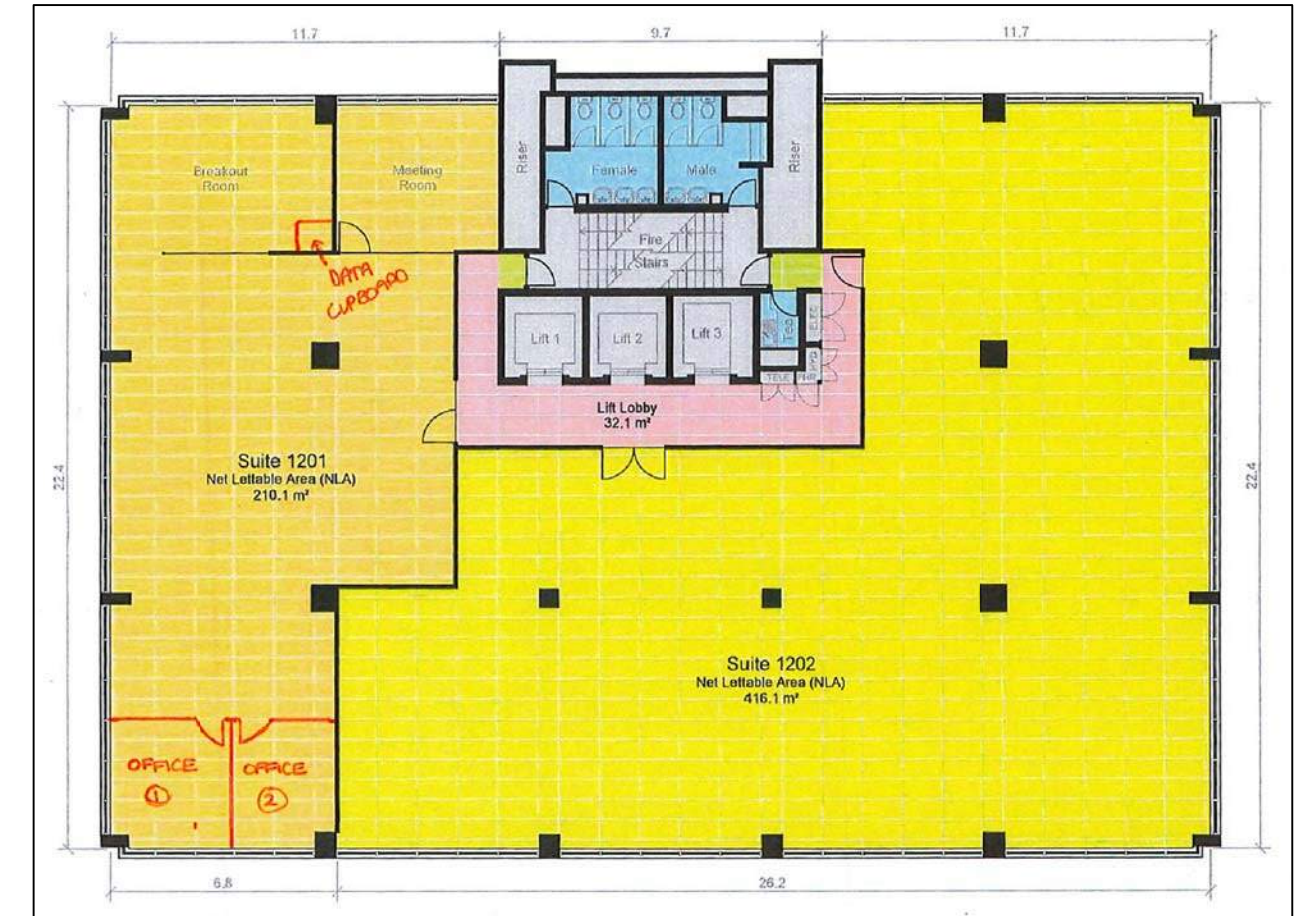 11.7
9.7
11.7
Breakout
Room
Meeting
Room
Riser
Female
Male
Riser
Fire
Stairs
DATA
CUPBOARD
Lift 1
Lift 2
Lift 3
Tea
ELEC
HYD
TELE
FHR
Lift Lobby
32.1 m²
22.4
22.4
Suite 1201
Net Lettable Area (NLA)
210.1 m²
Suite 1202
Net Lettable Area (NLA)
416.1 m²
OFFICE
1
OFFICE
2
6.8
26.2